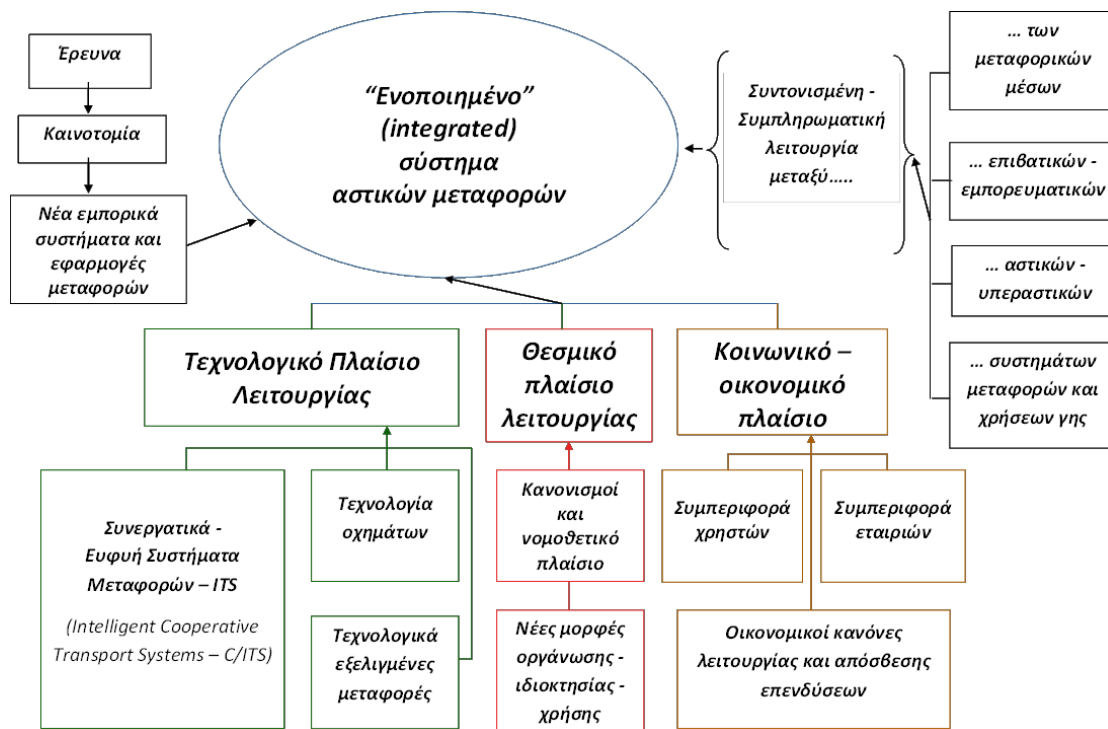 Έρευνα
Καινοτομία
Νέα εμπορικά
συστήματα και
εφαρμογές
μεταφορών
“Ενοποιημένο”
(integrated)
σύστημα
αστικών μεταφορών
Συντονισμένη -
Συμπληρωματική
λειτουργία
μεταξύ…..
… των
μεταφορικών
μέσων
… επιβατικών -
εμπορευματικών
… αστικών -
υπεραστικών
… συστημάτων
μεταφορών και
χρήσεων γης
Τεχνολογικό Πλαίσιο
Λειτουργίας
Θεσμικό
πλαίσιο
λειτουργίας
Κοινωνικό –
οικονομικό
πλαίσιο
Συνεργατικά -
Ευφυή Συστήματα
Μεταφορών – ITS
(Intelligent Cooperative
Transport Systems – C/ITS)
Τεχνολογία
οχημάτων
Τεχνολογικά
εξελιγμένες
μεταφορές
Κανονισμοί
και
νομοθετικό
πλαίσιο
Νέες μορφές
οργάνωσης -
ιδιοκτησίας -
χρήσης
Συμπεριφορά
χρηστών
Συμπεριφορά
εταιριών
Οικονομικοί κανόνες
λειτουργίας και απόσβεσης
επενδύσεων